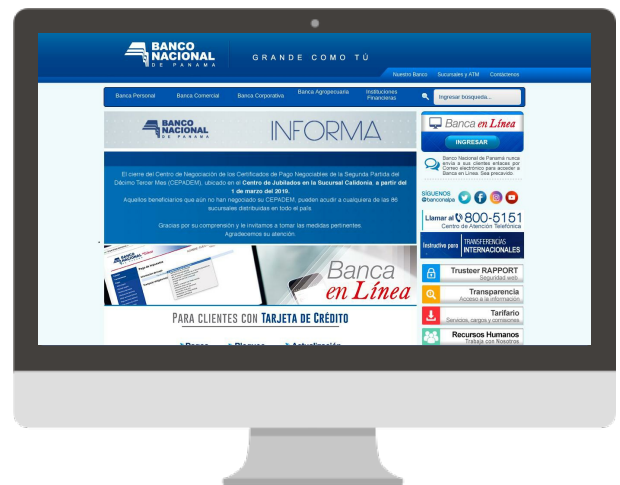 BANCO
NACIONAL
DE PANAMA
GRANDE COMO TÚ
Nuestro Banco Sucursales y ATM Contáctenos
Banca Personal Banca Comercial Banca Corporativa Banca Agropecuaria Instituciones Financieras Ingresar búsqueda...
BANCO
NACIONAL
DE PANAMA
INFORMA
El cierre del Centro de Negociación de los Certificados de Pago Negociables de la Segunda Partida del
Décimo Tercer Mes (CEPADEM), ubicado en el Centro de Jubilados en la Sucursal Calidonia, a partir del
1 de marzo del 2019.
Aquellos beneficiarios que aún no han negociado su CEPADEM, pueden acudir a cualquiera de las 86
sucursales distribuidas en todo el país.
Gracias por su comprensión y le invitamos a tomar las medidas pertinentes.
Agradecemos su atención.
Banca
en Línea
PARA CLIENTES CON TARJETA DE CRÉDITO
Pagos Bloqueo Actualización
Banca en Línea
INGRESAR
Banco Nacional de Panamá nunca
envía a sus clientes enlaces por
Correo electrónico para acceder a
Banca en Línea. Sea precavido.
SÍGUENOS
@banconalpa
Llamar al 800-5151
Centro de Atención Telefónica
Instructivo para TRANSFERENCIAS
INTERNACIONALES
Trusteer RAPPORT
Seguridad web
Transparencia
Acceso a la información
Tarifario
Servicios, cargos y comisiones
Recursos Humanos
Trabaja con Nosotros